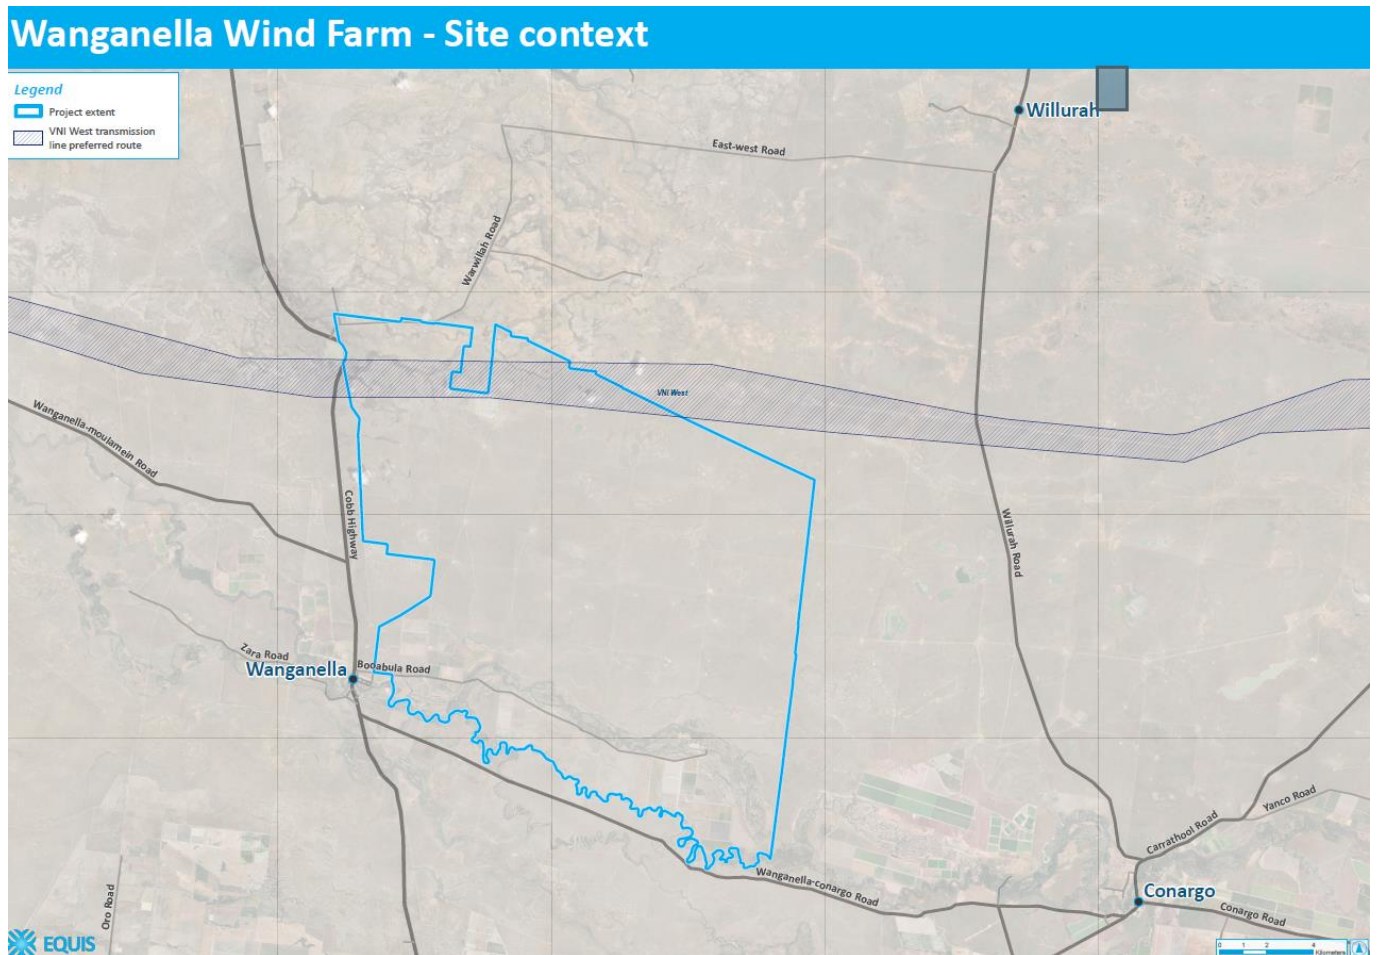 Wanganella Wind Farm - Site context
Legend
Project extent
VNI West transmission
line preferred route
Willurah
East-west Road
Warwillah Road
VNI West
Wanganella-moulamein Road
Cobb Highway
Willurah Road
Zara Road
Wanganella
Booabula Road
Yanco Road
Carrathool Road
Wanganella-conargo Road
Conargo
Conargo Road
Oro Road
EQUIS
0 1 2 4
Kilometers